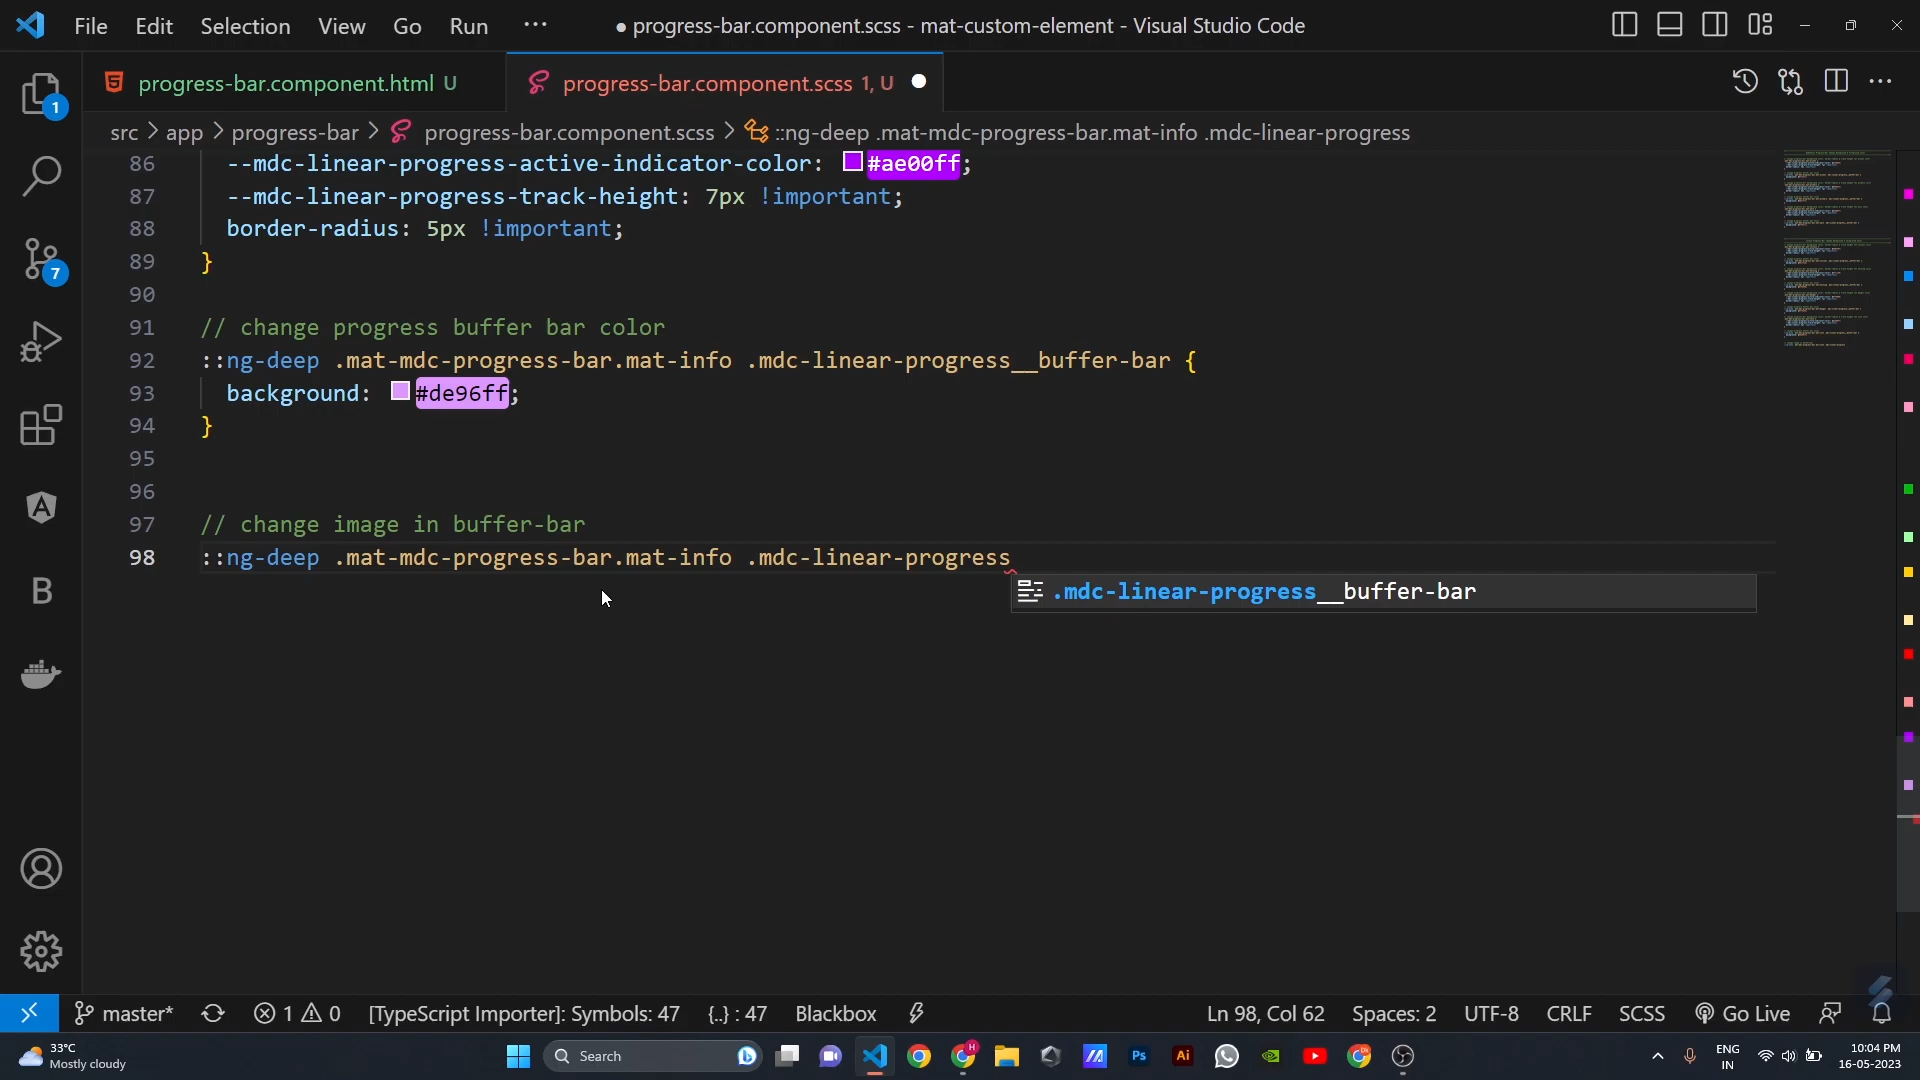 File Edit Selection View Go Run ··· ● progress-bar.component.scss - mat-custom-element - Visual Studio Code
progress-bar.component.html U progress-bar.component.scss 1, U
src > app > progress-bar > progress-bar.component.scss > ::ng-deep .mat-mdc-progress-bar.mat-info .mdc-linear-progress
86 --mdc-linear-progress-active-indicator-color: #ae00ff;
87 --mdc-linear-progress-track-height: 7px !important;
88 border-radius: 5px !important;
89 }
90
91 // change progress buffer bar color
92 ::ng-deep .mat-mdc-progress-bar.mat-info .mdc-linear-progress__buffer-bar {
93 background: #de96ff;
94 }
95
96
97 // change image in buffer-bar
98 ::ng-deep .mat-mdc-progress-bar.mat-info .mdc-linear-progress
.mdc-linear-progress__buffer-bar
1
7
B
master* 1 0 [TypeScript Importer]: Symbols: 47 {..} : 47 Blackbox Ln 98, Col 62 Spaces: 2 UTF-8 CRLF SCSS Go Live
33°C
Mostly cloudy
Search
Ps
Ai
H
ENG
IN
10:04 PM
16-05-2023